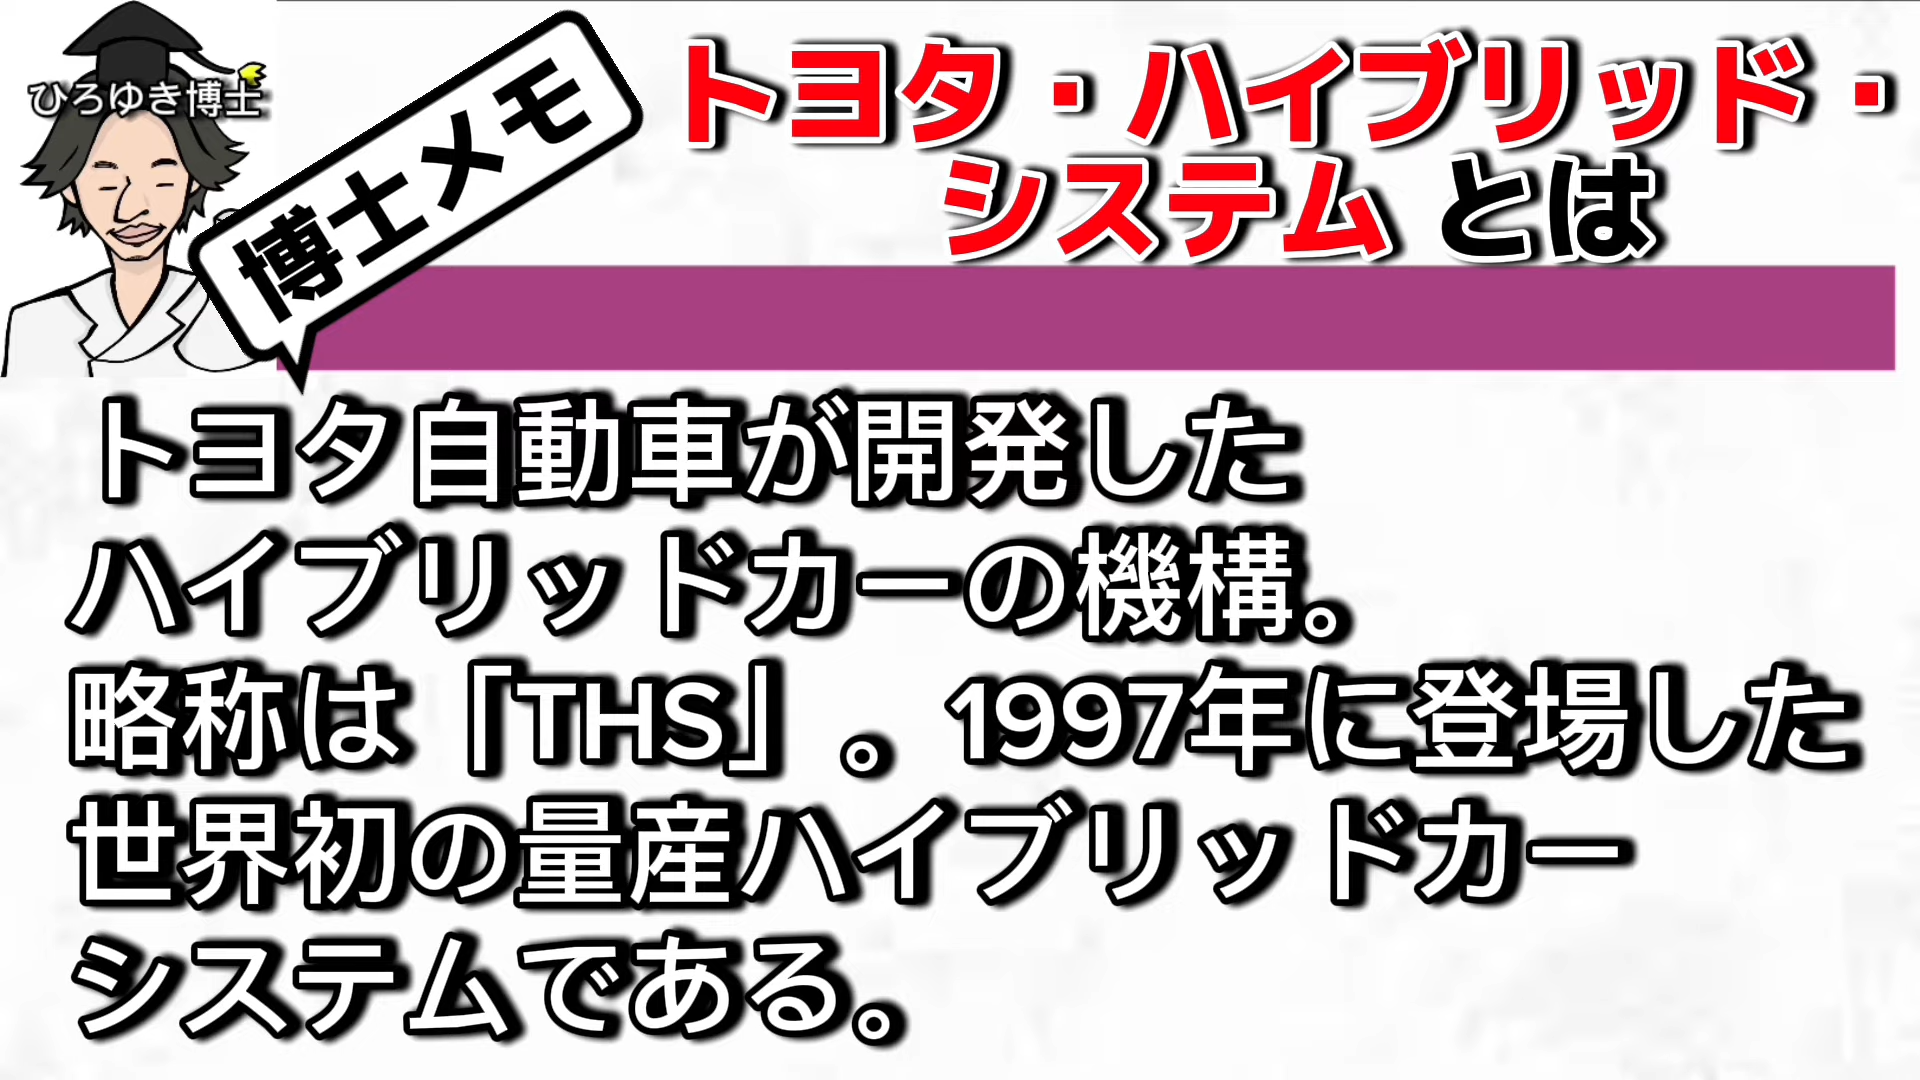 ひろゆき博士
博士メモ
トヨタ・ハイブリッド・
システム とは
トヨタ自動車が開発した
ハイブリッドカーの機構。
略称は「THS」。1997年に登場した
世界初の量産ハイブリッドカー
システムである。